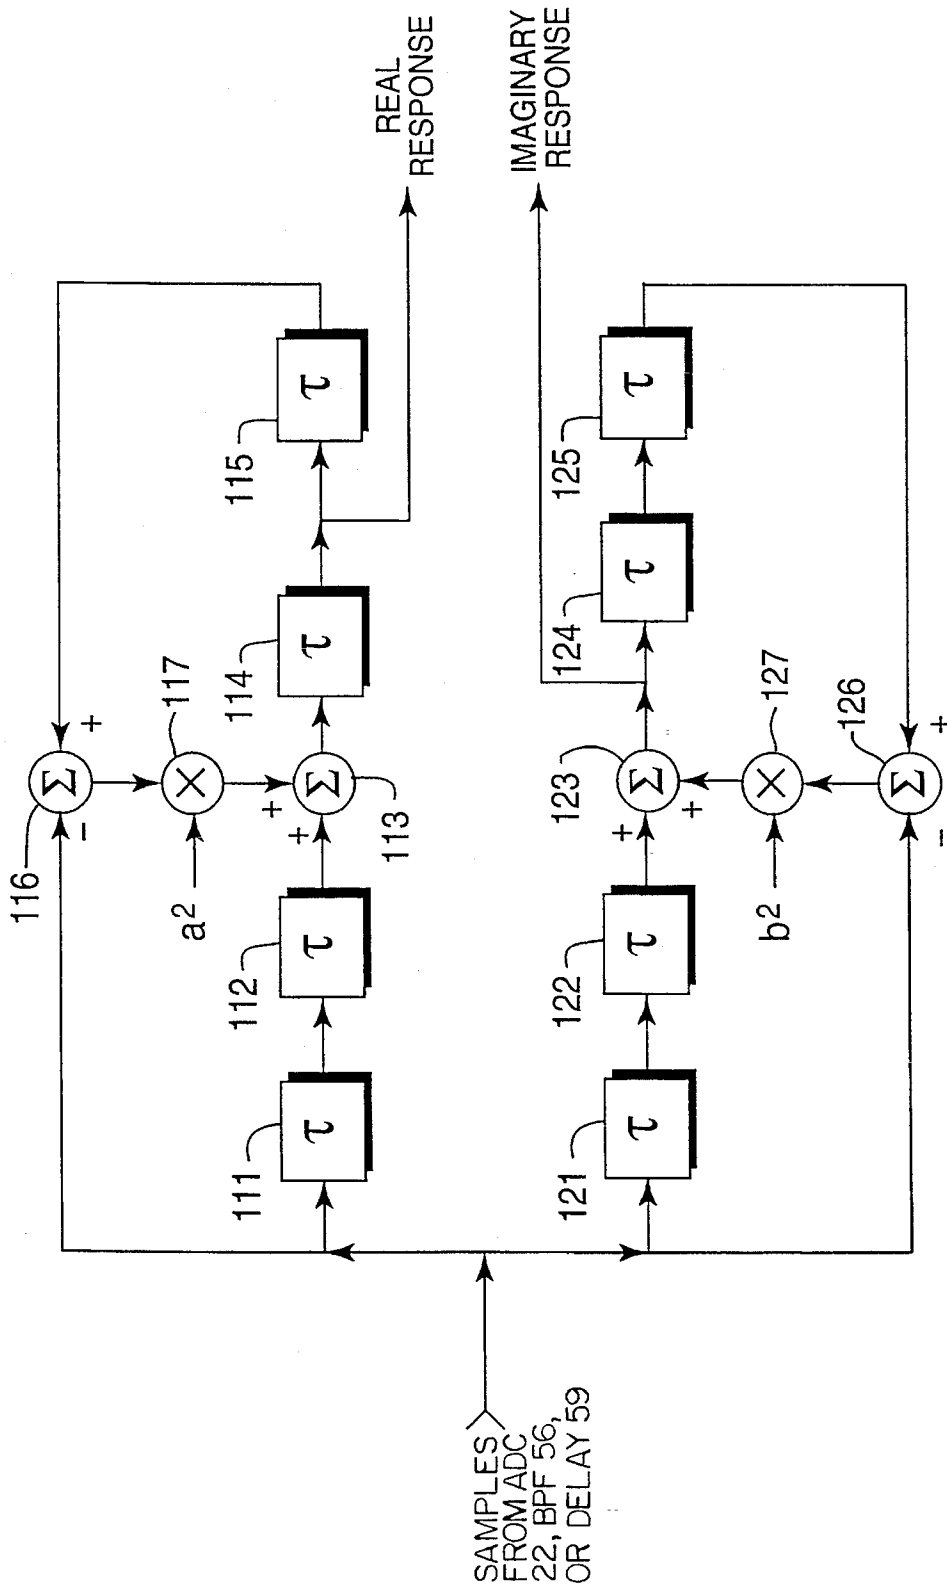 116
Σ
+
-
117
×
a²
+
+
Σ
113
111
τ
112
τ
114
τ
115
τ
REAL
RESPONSE
IMAGINARY
RESPONSE
SAMPLES
FROM ADC
22, BPF 56,
OR DELAY 59
121
τ
122
τ
123
Σ
+
+
124
τ
125
τ
b²
×
127
126
Σ
-
+